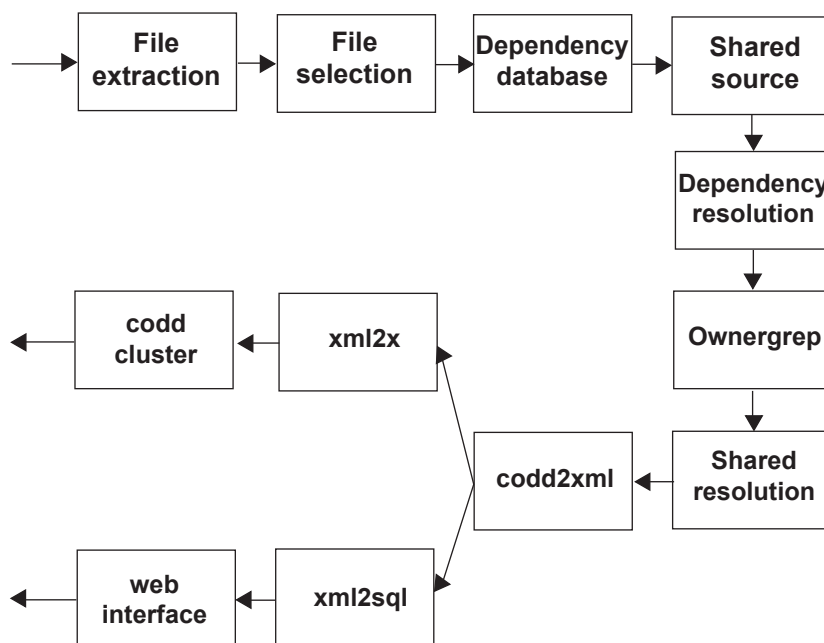 File
extraction
File
selection
Dependency
database
Shared
source
Dependency
resolution
Ownergrep
Shared
resolution
codd2xml
xml2x
codd
cluster
xml2sql
web
interface